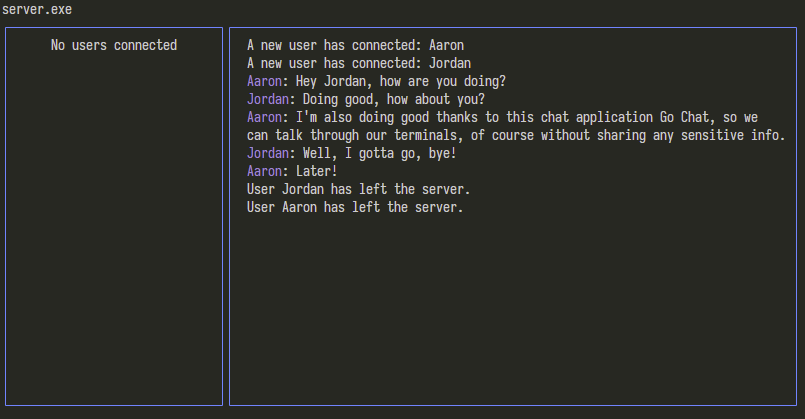 server.exe
No users connected
A new user has connected: Aaron
A new user has connected: Jordan
Aaron: Hey Jordan, how are you doing?
Jordan: Doing good, how about you?
Aaron: I'm also doing good thanks to this chat application Go Chat, so we
can talk through our terminals, of course without sharing any sensitive info.
Jordan: Well, I gotta go, bye!
Aaron: Later!
User Jordan has left the server.
User Aaron has left the server.